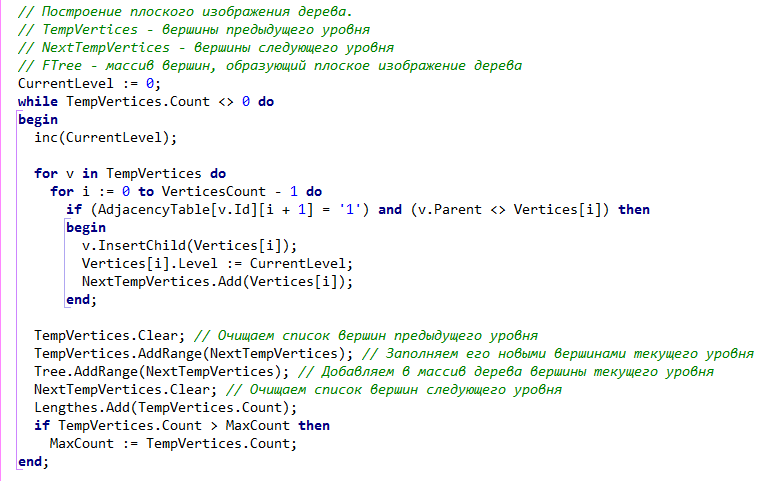 // Построение плоского изображения дерева.
// TempVertices - вершины предыдущего уровня
// NextTempVertices - вершины следующего уровня
// FTree - массив вершин, образующий плоское изображение дерева
CurrentLevel := 0;
while TempVertices.Count <> 0 do
begin
  inc(CurrentLevel);

  for v in TempVertices do
    for i := 0 to VerticesCount - 1 do
      if (AdjacencyTable[v.Id][i + 1] = '1') and (v.Parent <> Vertices[i]) then
      begin
        v.InsertChild(Vertices[i]);
        Vertices[i].Level := CurrentLevel;
        NextTempVertices.Add(Vertices[i]);
      end;

  TempVertices.Clear; // Очищаем список вершин предыдущего уровня
  TempVertices.AddRange(NextTempVertices); // Заполняем его новыми вершинами текущего уровня
  Tree.AddRange(NextTempVertices); // Добавляем в массив дерева вершины текущего уровня
  NextTempVertices.Clear; // Очищаем список вершин следующего уровня
  Lengthes.Add(TempVertices.Count);
  if TempVertices.Count > MaxCount then
    MaxCount := TempVertices.Count;
end;